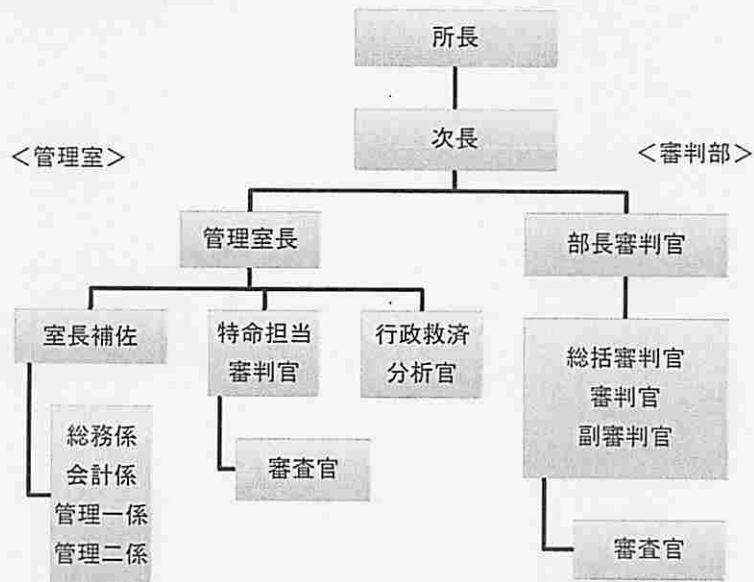 所長
次長
＜管理室＞
＜審判部＞
管理室長
部長審判官
室長補佐
特命担当
審判官
行政救済
分析官
総括審判官
審判官
副審判官
総務係
会計係
管理一係
管理二係
審査官
審査官